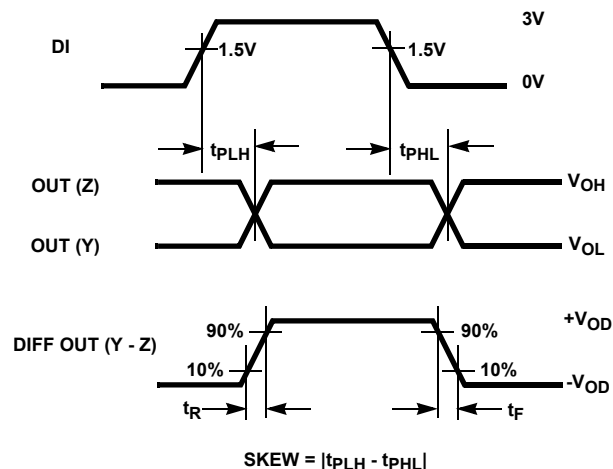 3V
DI
1.5V
1.5V
0V
tPLH
tPHL
OUT (Z)
VOH
OUT (Y)
VOL
+VOD
90%
90%
DIFF OUT (Y - Z)
10%
10%
-VOD
tR
tF
SKEW = |tPLH - tPHL|